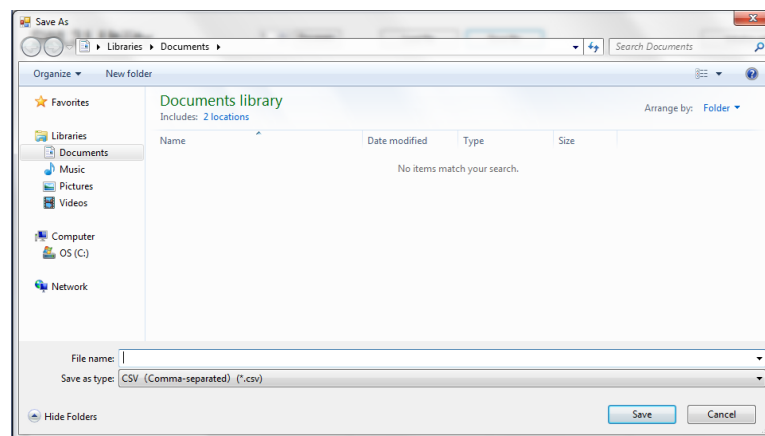 Save As
Libraries Documents
Search Documents
Organize New folder
Favorites
Libraries
Documents
Music
Pictures
Videos
Computer
OS (C:)
Network
Documents library
Includes: 2 locations
Arrange by: Folder
Name Date modified Type Size
No items match your search.
File name:
Save as type: CSV (Comma-separated) (*.csv)
Hide Folders
Save Cancel